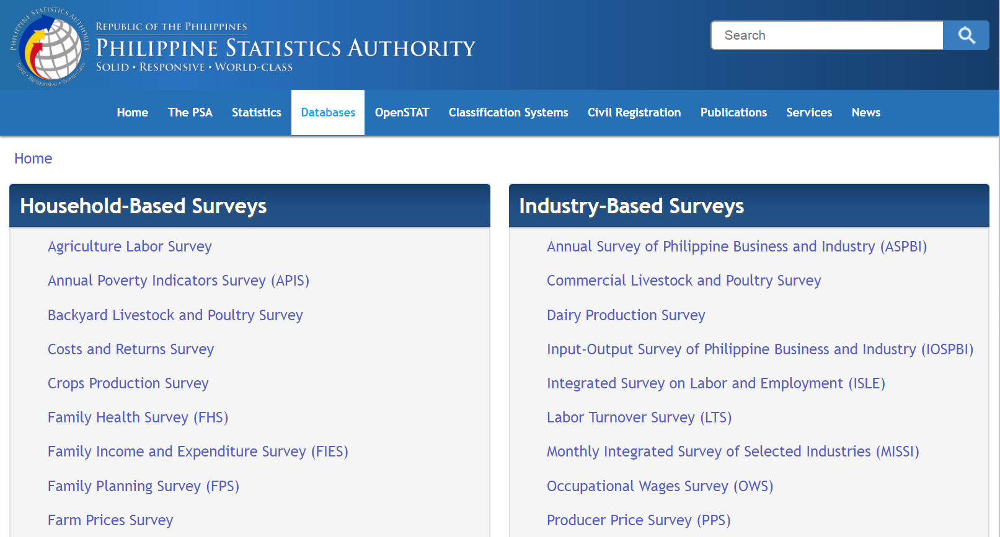 PHILIPPINE STATISTICS AUTHORITY
Solid • Responsive • World-class
REPUBLIC OF THE PHILIPPINES
PHILIPPINE STATISTICS AUTHORITY
SOLID • RESPONSIVE • WORLD-CLASS
Search
Home The PSA Statistics Databases OpenSTAT Classification Systems Civil Registration Publications Services News
Home
Household-Based Surveys
Agriculture Labor Survey
Annual Poverty Indicators Survey (APIS)
Backyard Livestock and Poultry Survey
Costs and Returns Survey
Crops Production Survey
Family Health Survey (FHS)
Family Income and Expenditure Survey (FIES)
Family Planning Survey (FPS)
Farm Prices Survey
Industry-Based Surveys
Annual Survey of Philippine Business and Industry (ASPBI)
Commercial Livestock and Poultry Survey
Dairy Production Survey
Input-Output Survey of Philippine Business and Industry (IOSPBI)
Integrated Survey on Labor and Employment (ISLE)
Labor Turnover Survey (LTS)
Monthly Integrated Survey of Selected Industries (MISSI)
Occupational Wages Survey (OWS)
Producer Price Survey (PPS)